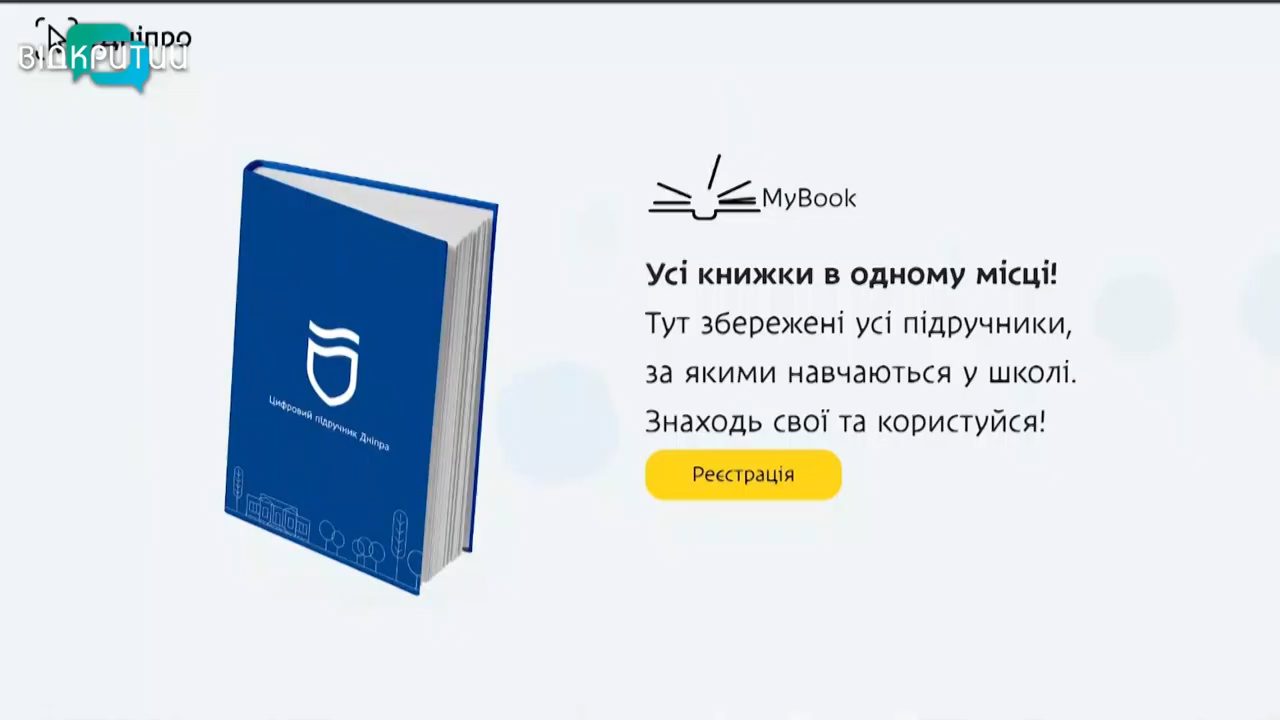 Дніпро
ВІДКРИТИЙ
MyBook
Усі книжки в одному місці!
Тут збережені усі підручники,
за якими навчаються у школі.
Знаходь свої та користуйся!
Реєстрація
Цифровий підручник Дніпра